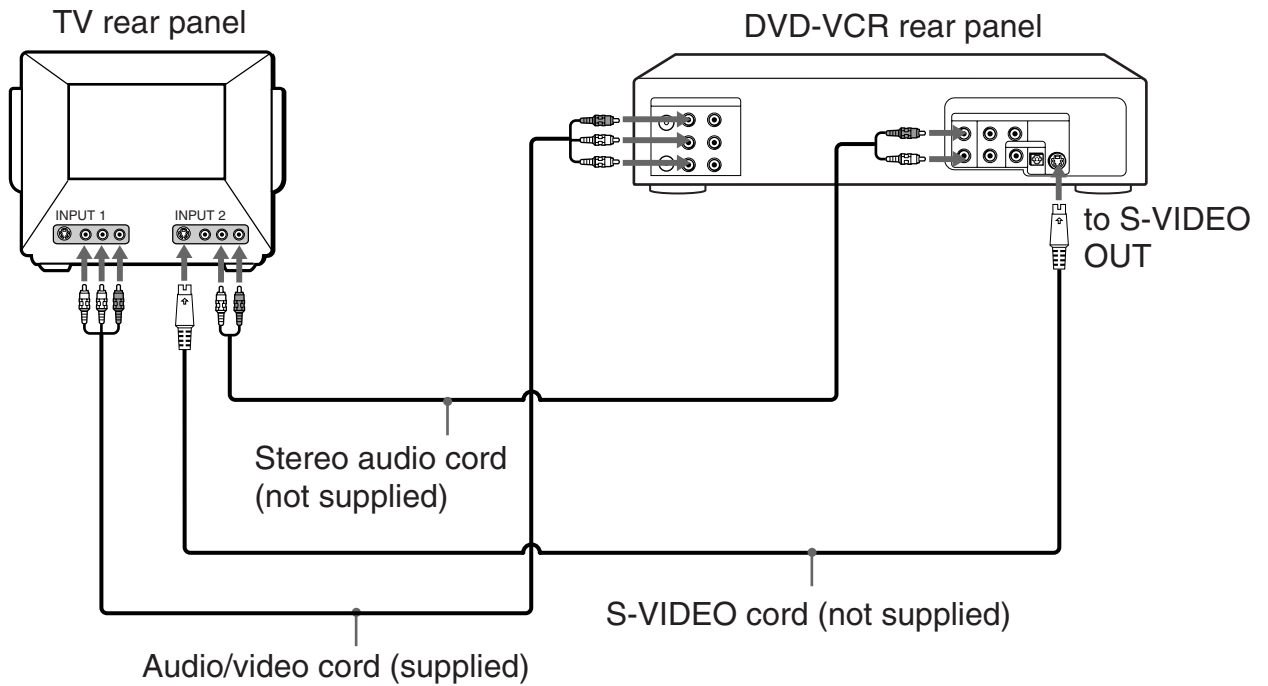 TV rear panel
DVD-VCR rear panel
INPUT 1
INPUT 2
to S-VIDEO
OUT
Stereo audio cord
(not supplied)
S-VIDEO cord (not supplied)
Audio/video cord (supplied)